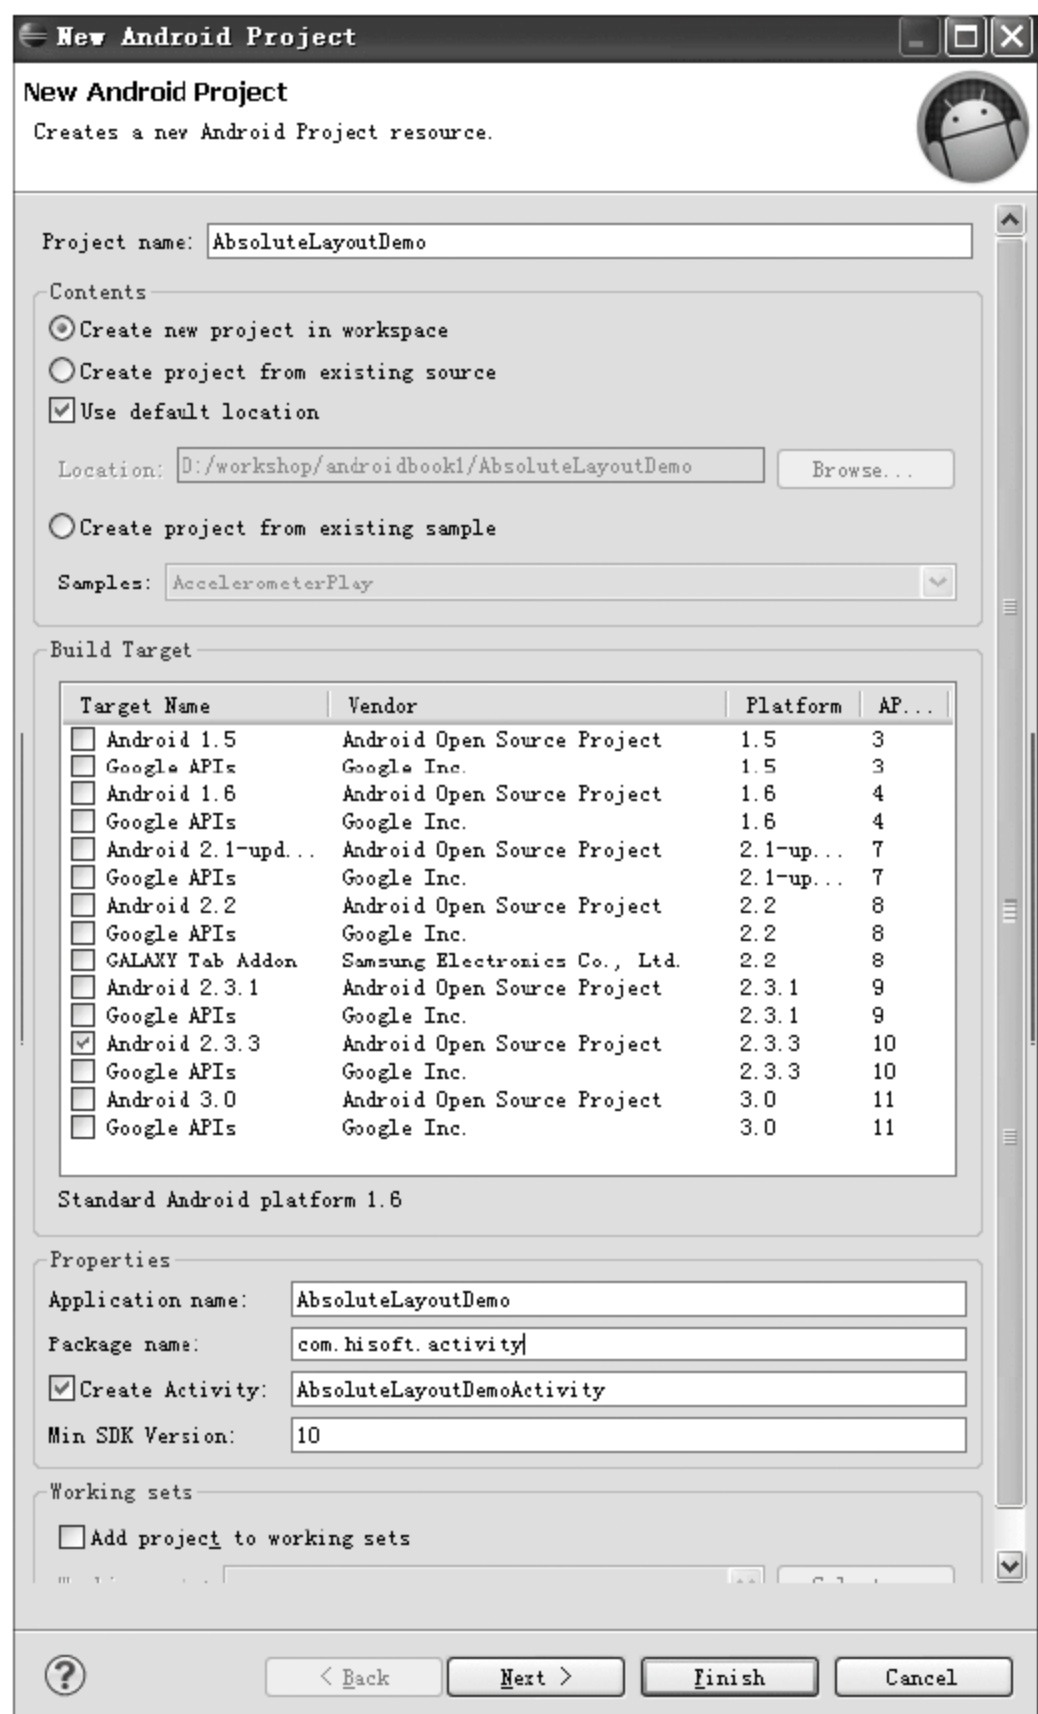 New Android Project
New Android Project
Creates a new Android Project resource.
Project name: AbsoluteLayoutDemo
Contents
Create new project in workspace
Create project from existing source
Use default location
Location: D:/workshop/androidbook1/AbsoluteLayoutDemo Browse...
Create project from existing sample
Samples: AccelerometerPlay
Build Target
Target Name Vendor Platform AP...
Android 1.5 Android Open Source Project 1.5 3
Google APIs Google Inc. 1.5 3
Android 1.6 Android Open Source Project 1.6 4
Google APIs Google Inc. 1.6 4
Android 2.1-upd... Android Open Source Project 2.1-up... 7
Google APIs Google Inc. 2.1-up... 7
Android 2.2 Android Open Source Project 2.2 8
Google APIs Google Inc. 2.2 8
GALAXY Tab Addon Samsung Electronics Co., Ltd. 2.2 8
Android 2.3.1 Android Open Source Project 2.3.1 9
Google APIs Google Inc. 2.3.1 9
Android 2.3.3 Android Open Source Project 2.3.3 10
Google APIs Google Inc. 2.3.3 10
Android 3.0 Android Open Source Project 3.0 11
Google APIs Google Inc. 3.0 11
Standard Android platform 1.6
Properties
Application name: AbsoluteLayoutDemo
Package name: com.hisoft.activity
Create Activity: AbsoluteLayoutDemoActivity
Min SDK Version: 10
Working sets
Add project to working sets
? < Back Next > Finish Cancel